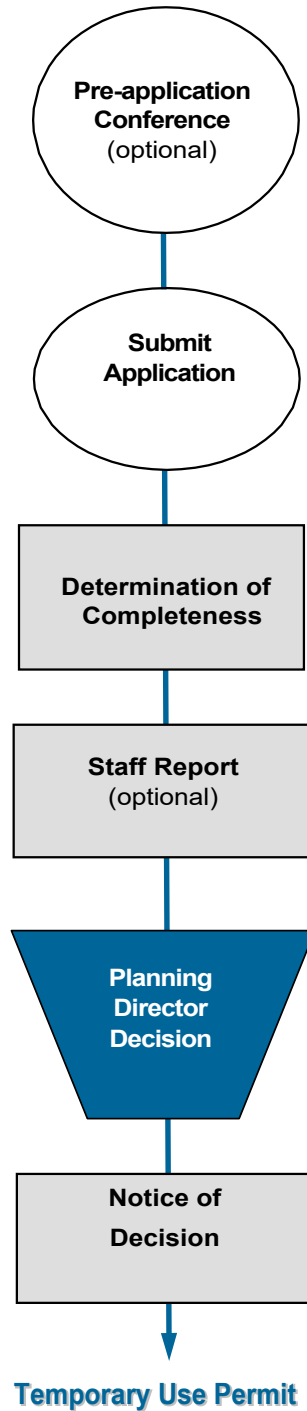 Pre-application
Conference
(optional)
Submit
Application
Determination of
Completeness
Staff Report
(optional)
Planning
Director
Decision
Notice of
Decision
Temporary Use Permit